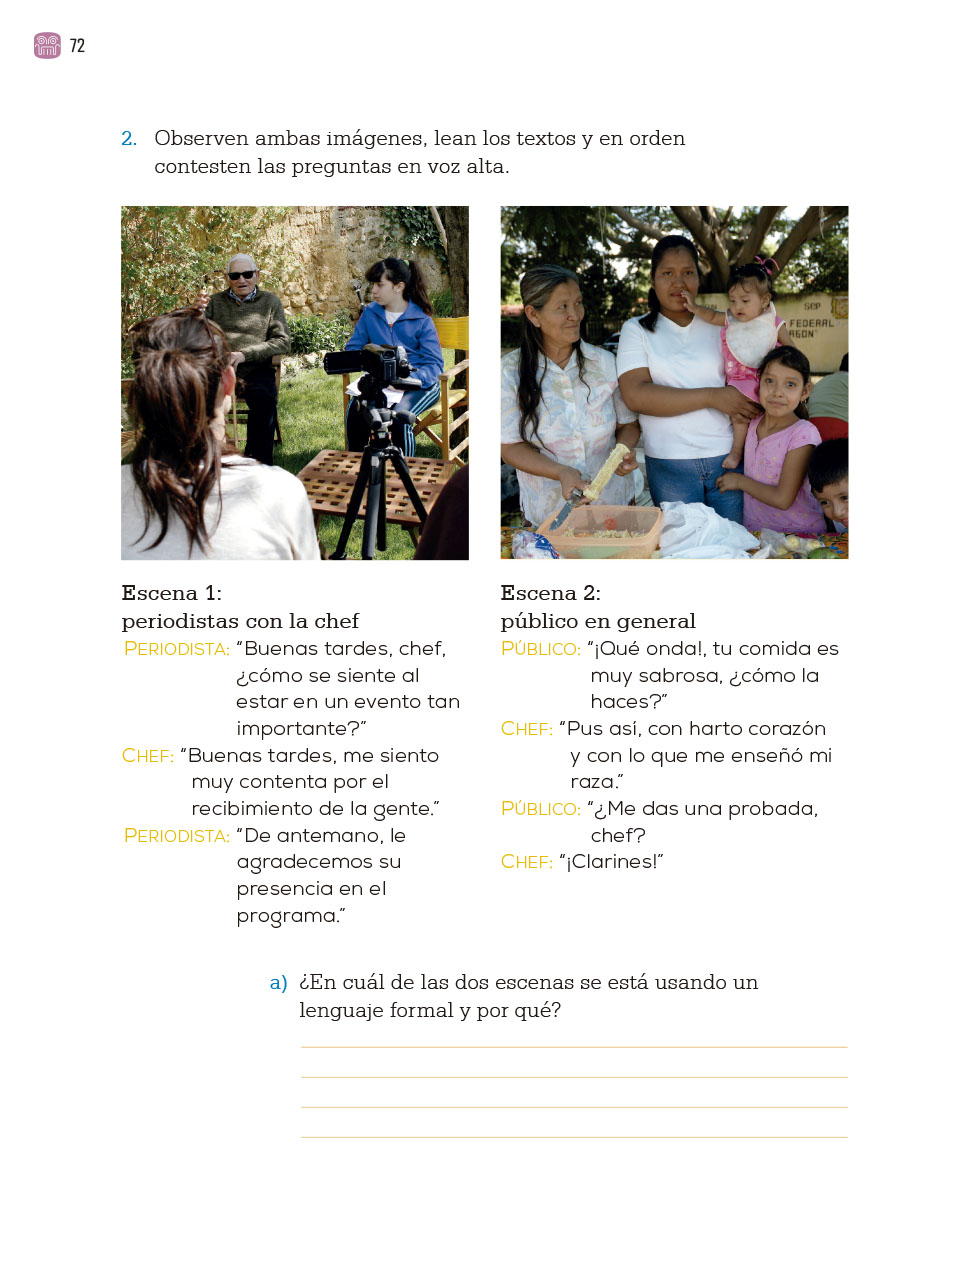 72
2. Observen ambas imágenes, lean los textos y en orden
contesten las preguntas en voz alta.
SEP
FEDERAL
Escena 1:
periodistas con la chef
PERIODISTA: “Buenas tardes, chef,
¿cómo se siente al
estar en un evento tan
importante?”
CHEF: “Buenas tardes, me siento
muy contenta por el
recibimiento de la gente.”
PERIODISTA: “De antemano, le
agradecemos su
presencia en el
programa.”
Escena 2:
público en general
PÚBLICO: “¡Qué onda!, tu comida es
muy sabrosa, ¿cómo la
haces?”
CHEF: “Pus así, con harto corazón
y con lo que me enseñó mi
raza.”
PÚBLICO: “¿Me das una probada,
chef?
CHEF: “¡Clarines!”
a) ¿En cuál de las dos escenas se está usando un
lenguaje formal y por qué?